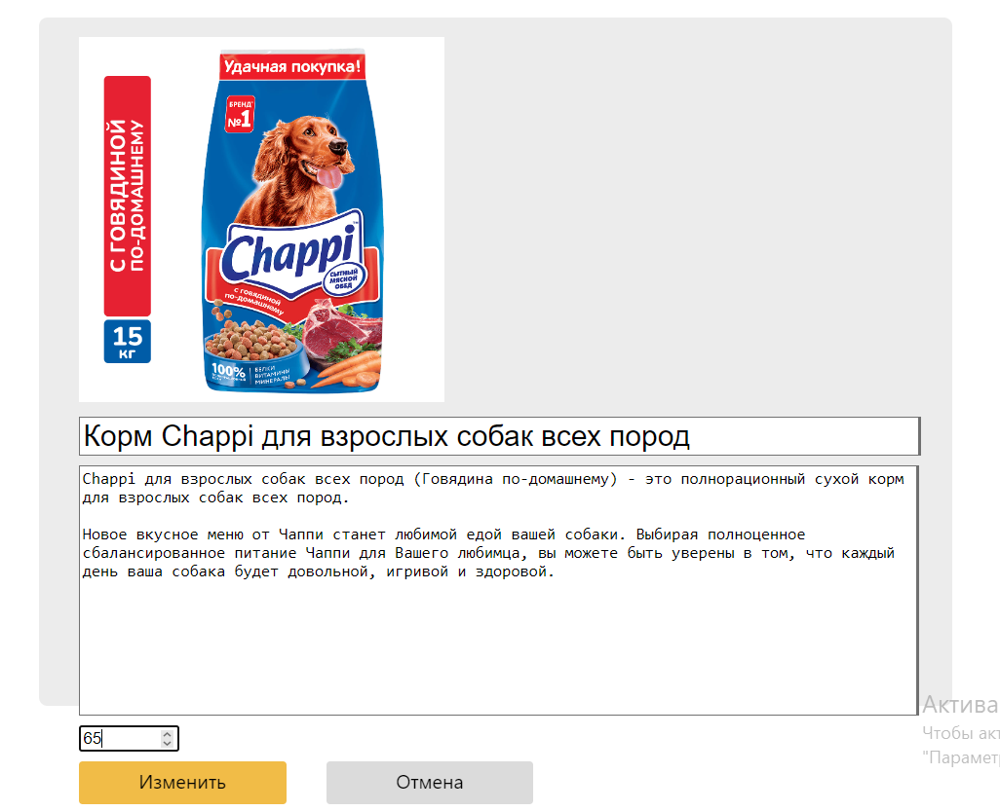 Удачная покупка!
БРЕНД
№1
С ГОВЯДИНОЙ
ПО-ДОМАШНЕМУ
15
КГ
Chappi
СЫТНЫЙ
МЯСНОЙ
ОБЕД
с говядиной
по-домашнему
100%
БЕЛКИ
ВИТАМИНЫ
МИНЕРАЛЫ
Корм Chappi для взрослых собак всех пород
Chappi для взрослых собак всех пород (Говядина по-домашнему) - это полнорационный сухой корм
для взрослых собак всех пород.
Новое вкусное меню от Чаппи станет любимой едой вашей собаки. Выбирая полноценное
сбалансированное питание Чаппи для Вашего любимца, вы можете быть уверены в том, что каждый
день ваша собака будет довольной, игривой и здоровой.
65
Изменить
Отмена
Актива
Чтобы акт
"Парамет